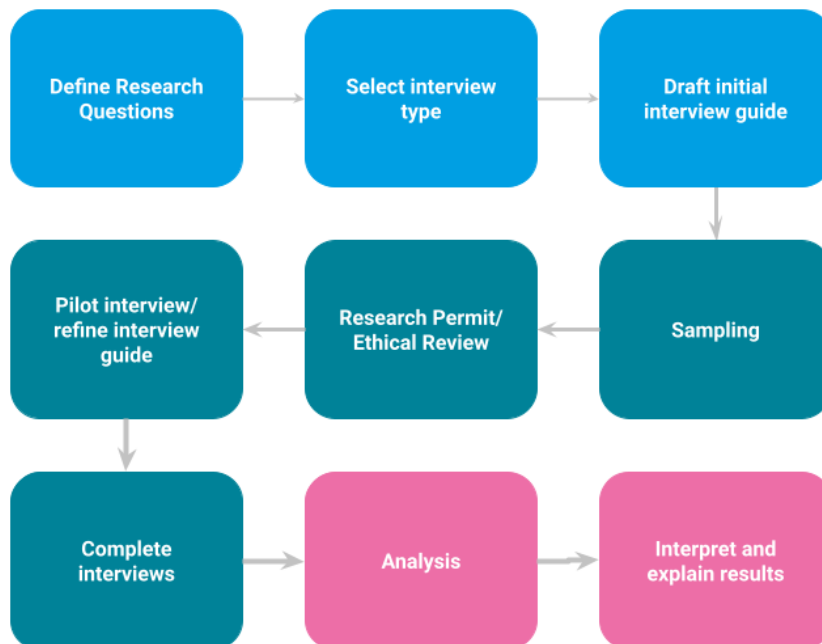 Define Research
Questions
Select interview
type
Draft initial
interview guide
Sampling
Research Permit/
Ethical Review
Pilot interview/
refine interview
guide
Complete
interviews
Analysis
Interpret and
explain results